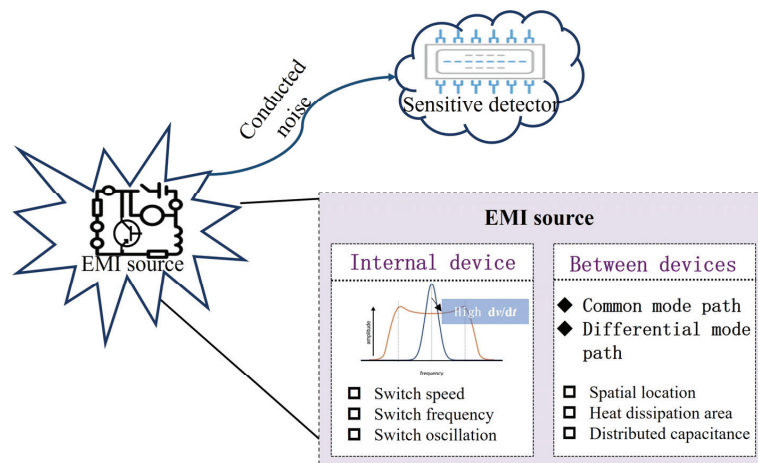 Sensitive detector
Conducted
noise
EMI source
EMI source
Internal device
High dv/dt
amplitude
frequency
Switch speed
Switch frequency
Switch oscillation
Between devices
Common mode path
Differential mode
path
Spatial location
Heat dissipation area
Distributed capacitance